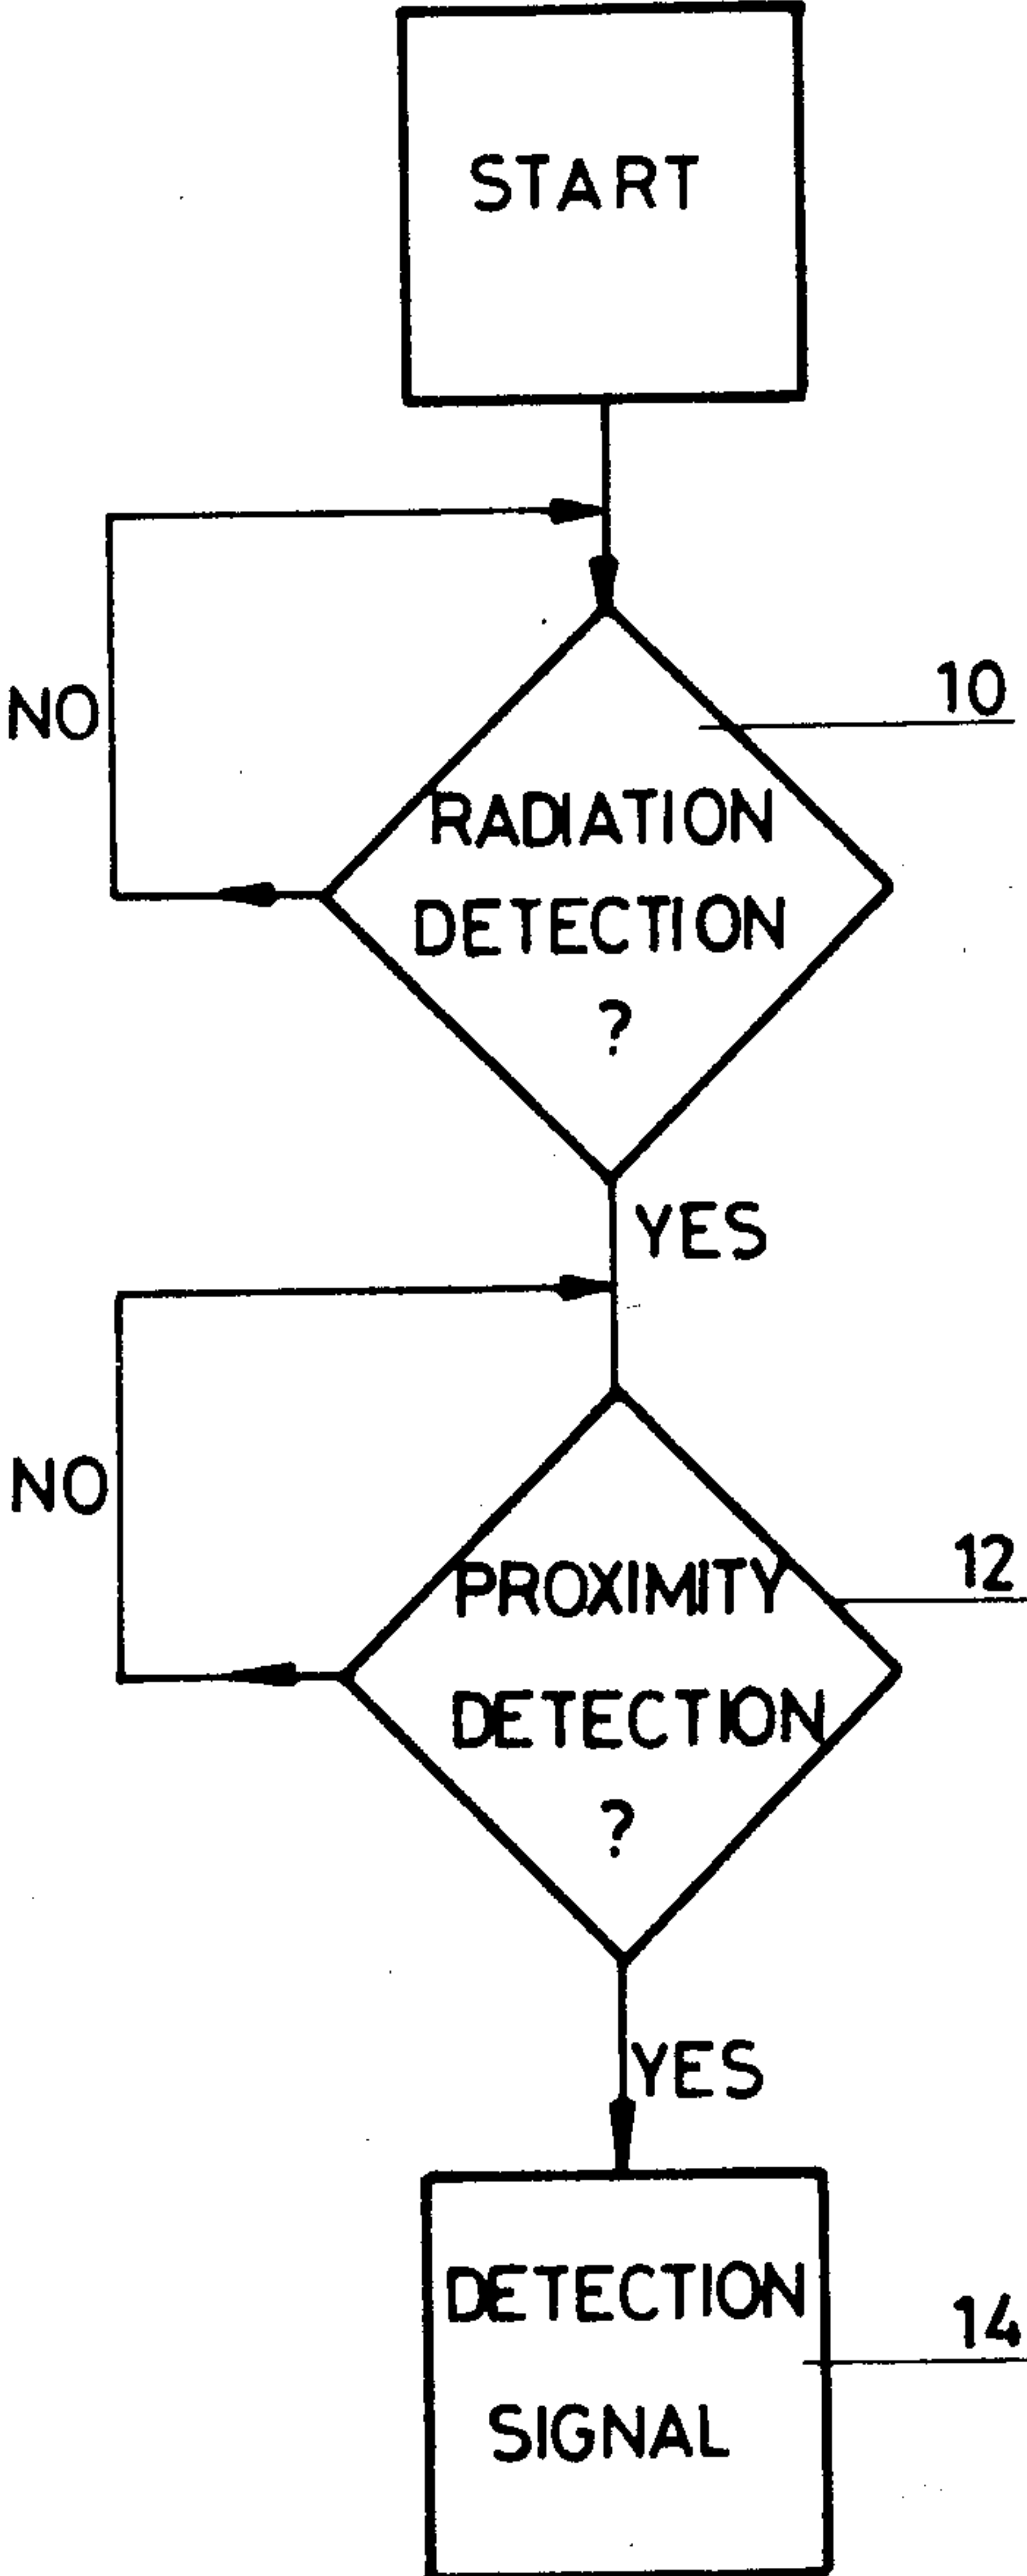 START
NO
10
RADIATION
DETECTION
?
YES
NO
12
PROXIMITY
DETECTION
?
YES
DETECTION
SIGNAL
14